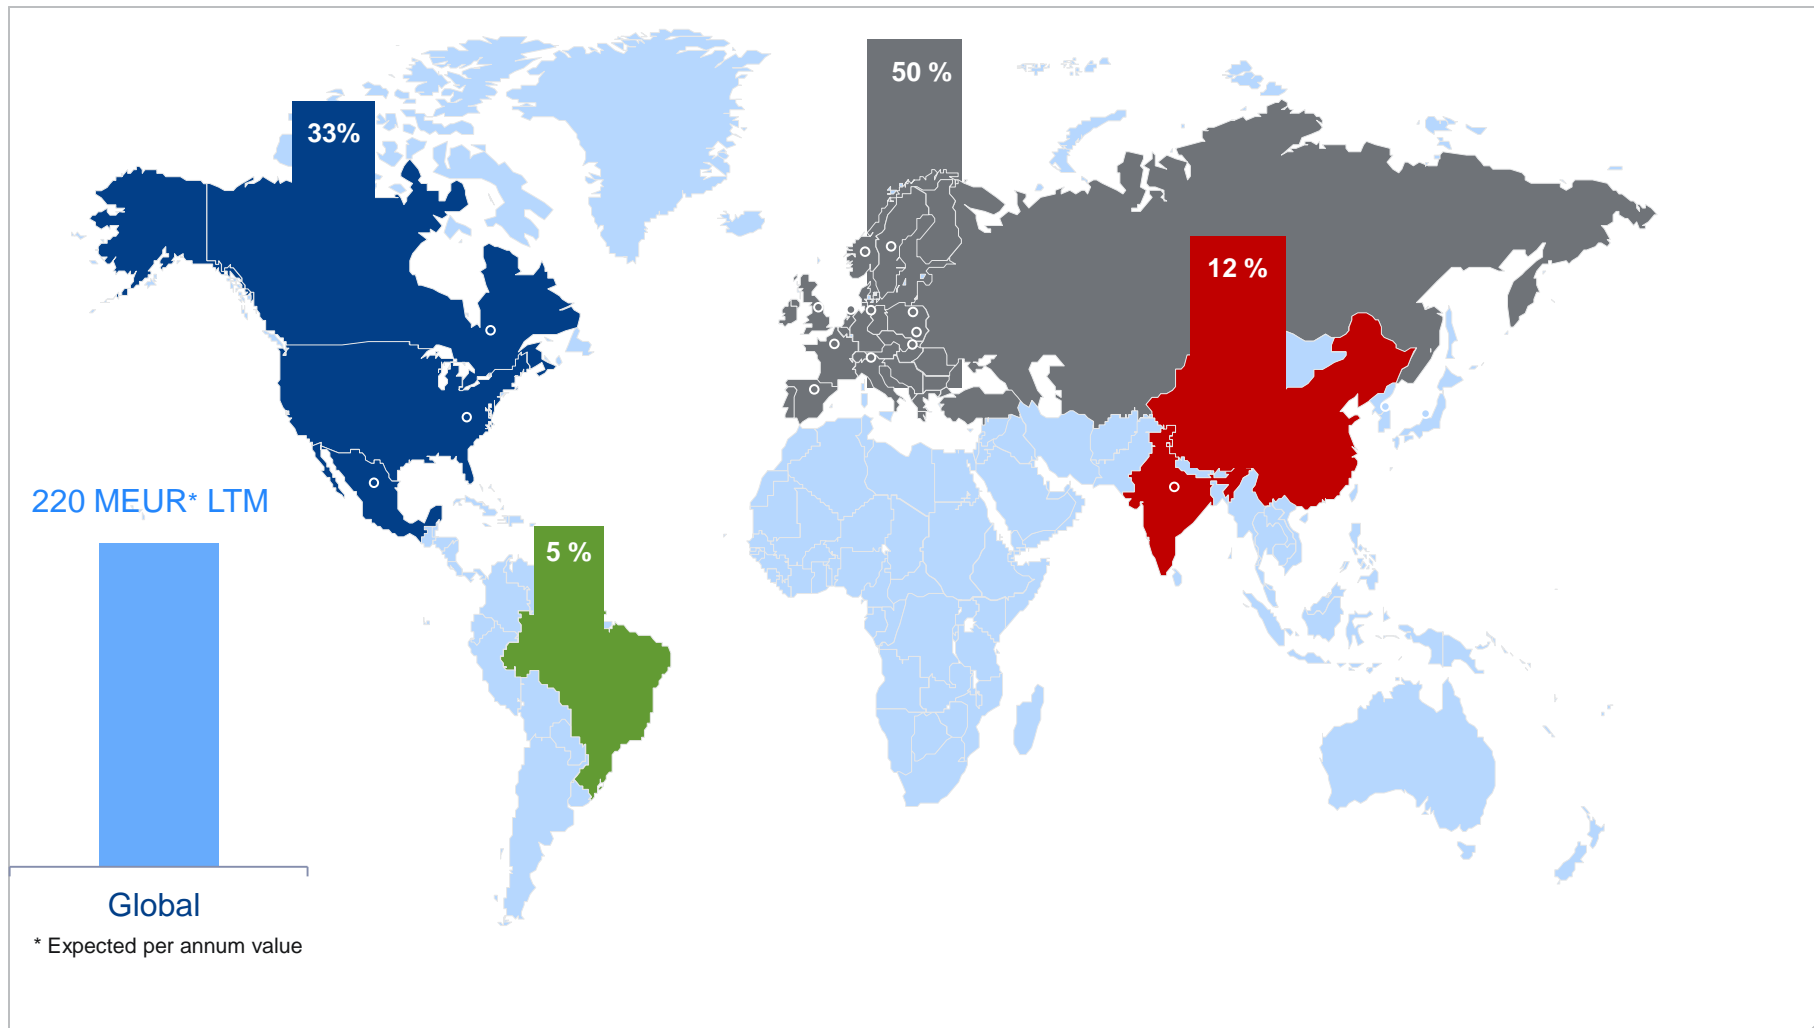 50 %
33%
12 %
220 MEUR* LTM
5 %
Global
* Expected per annum value